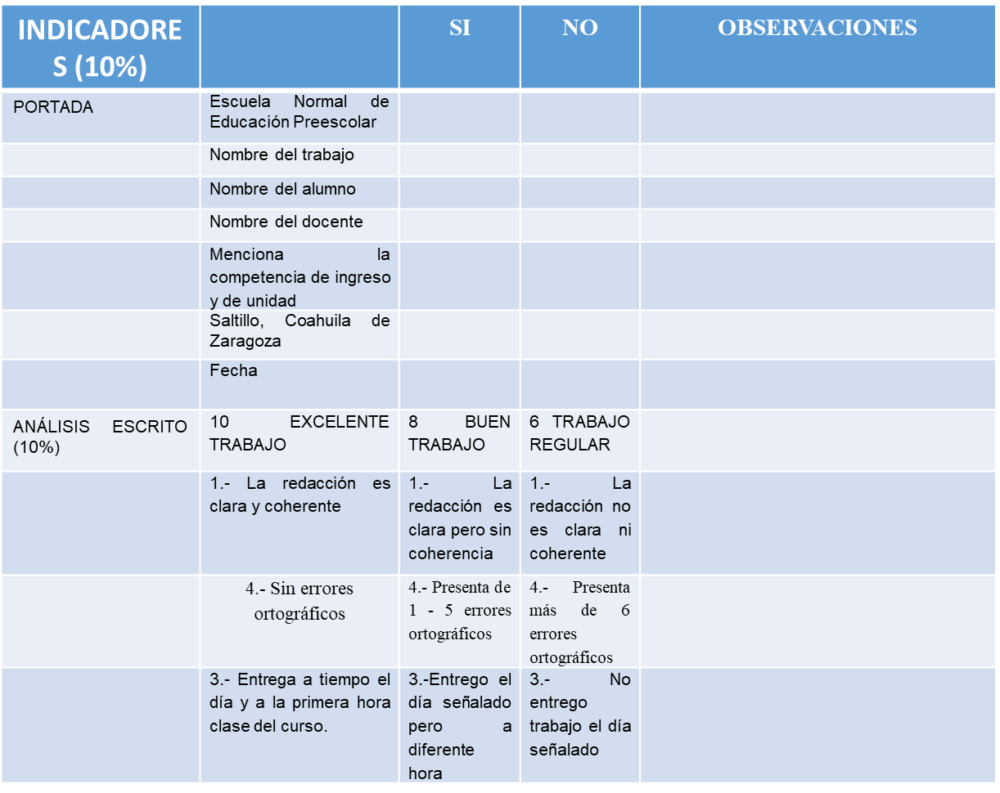 INDICADORE
S (10%)
SI
NO
OBSERVACIONES
PORTADA
Escuela Normal de
Educación Preescolar
Nombre del trabajo
Nombre del alumno
Nombre del docente
Menciona la
competencia de ingreso
y de unidad
Saltillo, Coahuila de
Zaragoza
Fecha
ANÁLISIS ESCRITO
(10%)
10 EXCELENTE
TRABAJO
8 BUEN
TRABAJO
6 TRABAJO
REGULAR
1.- La redacción es
clara y coherente
1.- La
redacción es
clara pero sin
coherencia
1.- La
redacción no
es clara ni
coherente
4.- Sin errores
ortográficos
4.- Presenta de
1 - 5 errores
ortográficos
4.- Presenta
más de 6
errores
ortográficos
3.- Entrega a tiempo el
día y a la primera hora
clase del curso.
3.-Entrego el
día señalado
pero a
diferente
hora
3.- No
entrego
trabajo el día
señalado